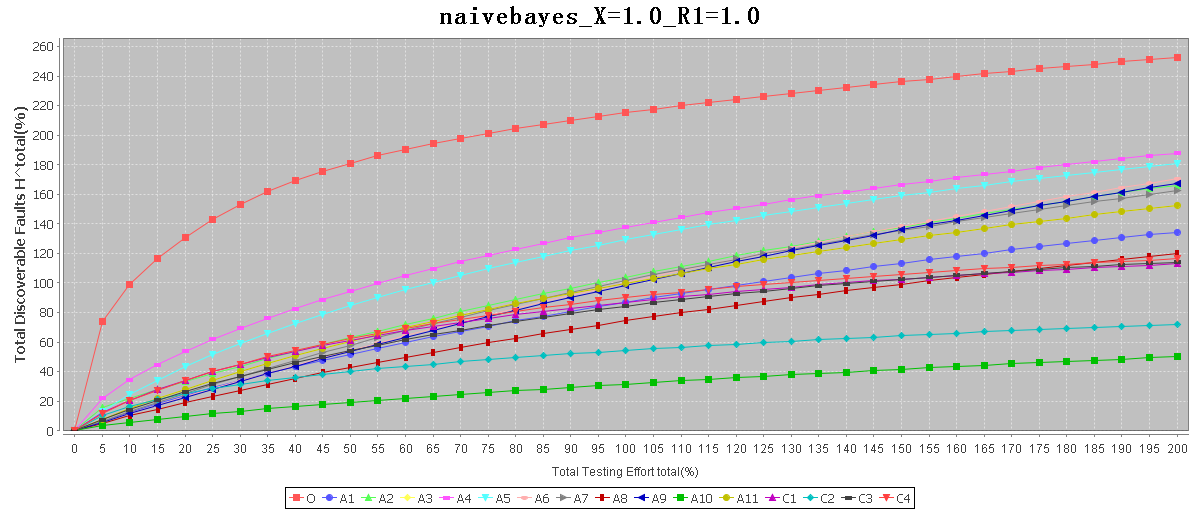 naivebayes_X=1.0_R1=1.0
Total Discoverable Faults H^total(%)
260
240
220
200
180
160
140
120
100
80
60
40
20
0
0 5 10 15 20 25 30 35 40 45 50 55 60 65 70 75 80 85 90 95 100 105 110 115 120 125 130 135 140 145 150 155 160 165 170 175 180 185 190 195 200
Total Testing Effort total(%)
O A1 A2 A3 A4 A5 A6 A7 A8 A9 A10 A11 C1 C2 C3 C4